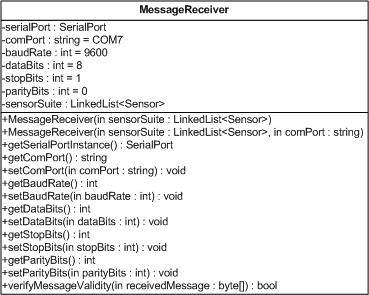 MessageReceiver
-serialPort : SerialPort
-comPort : string = COM7
-baudRate : int = 9600
-dataBits : int = 8
-stopBits : int = 1
-parityBits : int = 0
-sensorSuite : LinkedList<Sensor>
+MessageReceiver(in sensorSuite : LinkedList<Sensor>)
+MessageReceiver(in sensorSuite : LinkedList<Sensor>, in comPort : string)
+getSerialPortInstance() : SerialPort
+getComPort() : string
+setComPort(in comPort : string) : void
+getBaudRate() : int
+setBaudRate(in baudRate : int) : void
+getDataBits() : int
+setDataBits(in dataBits : int) : void
+getStopBits() : int
+setStopBits(in stopBits : int) : void
+getParityBits() : int
+setParityBits(in parityBits : int) : void
+verifyMessageValidity(in receivedMessage : byte[]) : bool